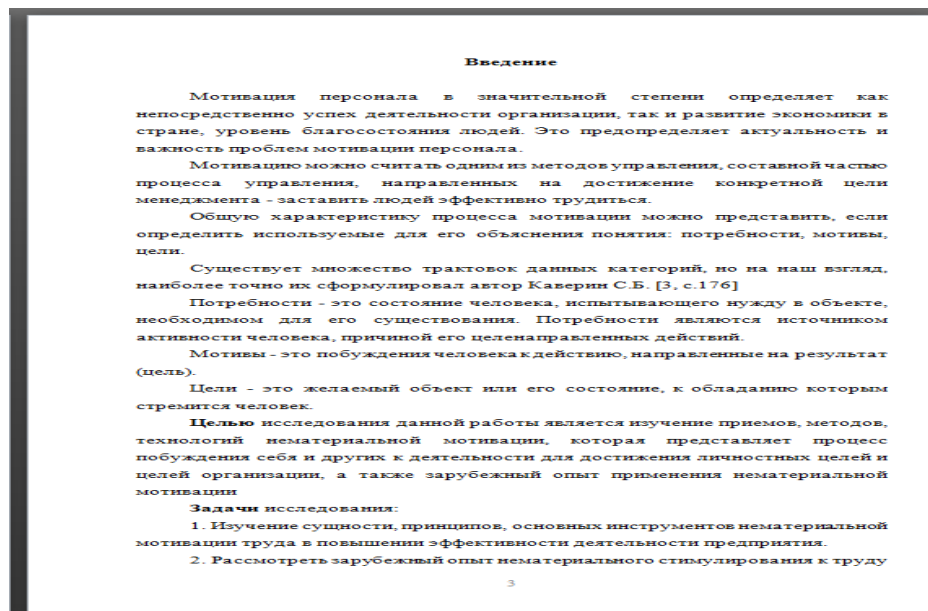 Введение
Мотивация персонала в значительной степени определяет как
непосредственно успех деятельности организации, так и развитие экономики в
стране, уровень благосостояния людей. Это предопределяет актуальность и
важность проблем мотивации персонала.
Мотивацию можно считать одним из методов управления, составной частью
процесса управления, направленных на достижение конкретной цели
менеджмента - заставить людей эффективно трудиться.
Общую характеристику процесса мотивации можно представить, если
определить используемые для его объяснения понятия: потребности, мотивы,
цели.
Существует множество трактовок данных категорий, но на наш взгляд,
наиболее точно их сформулировал автор Каверин С.Б. [3, с.176]
Потребности - это состояние человека, испытывающего нужду в объекте,
необходимом для его существования. Потребности являются источником
активности человека, причиной его целенаправленных действий.
Мотивы - это побуждения человека к действию, направленные на результат
(цель).
Цели - это желаемый объект или его состояние, к обладанию которым
стремится человек.
Целью исследования данной работы является изучение приемов, методов,
технологий нематериальной мотивации, которая представляет процесс
побуждения себя и других к деятельности для достижения личностных целей и
целей организации, а также зарубежный опыт применения нематериальной
мотивации
Задачи исследования:
1. Изучение сущности, принципов, основных инструментов нематериальной
мотивации труда в повышении эффективности деятельности предприятия.
2. Рассмотреть зарубежный опыт нематериального стимулирования к труду
3